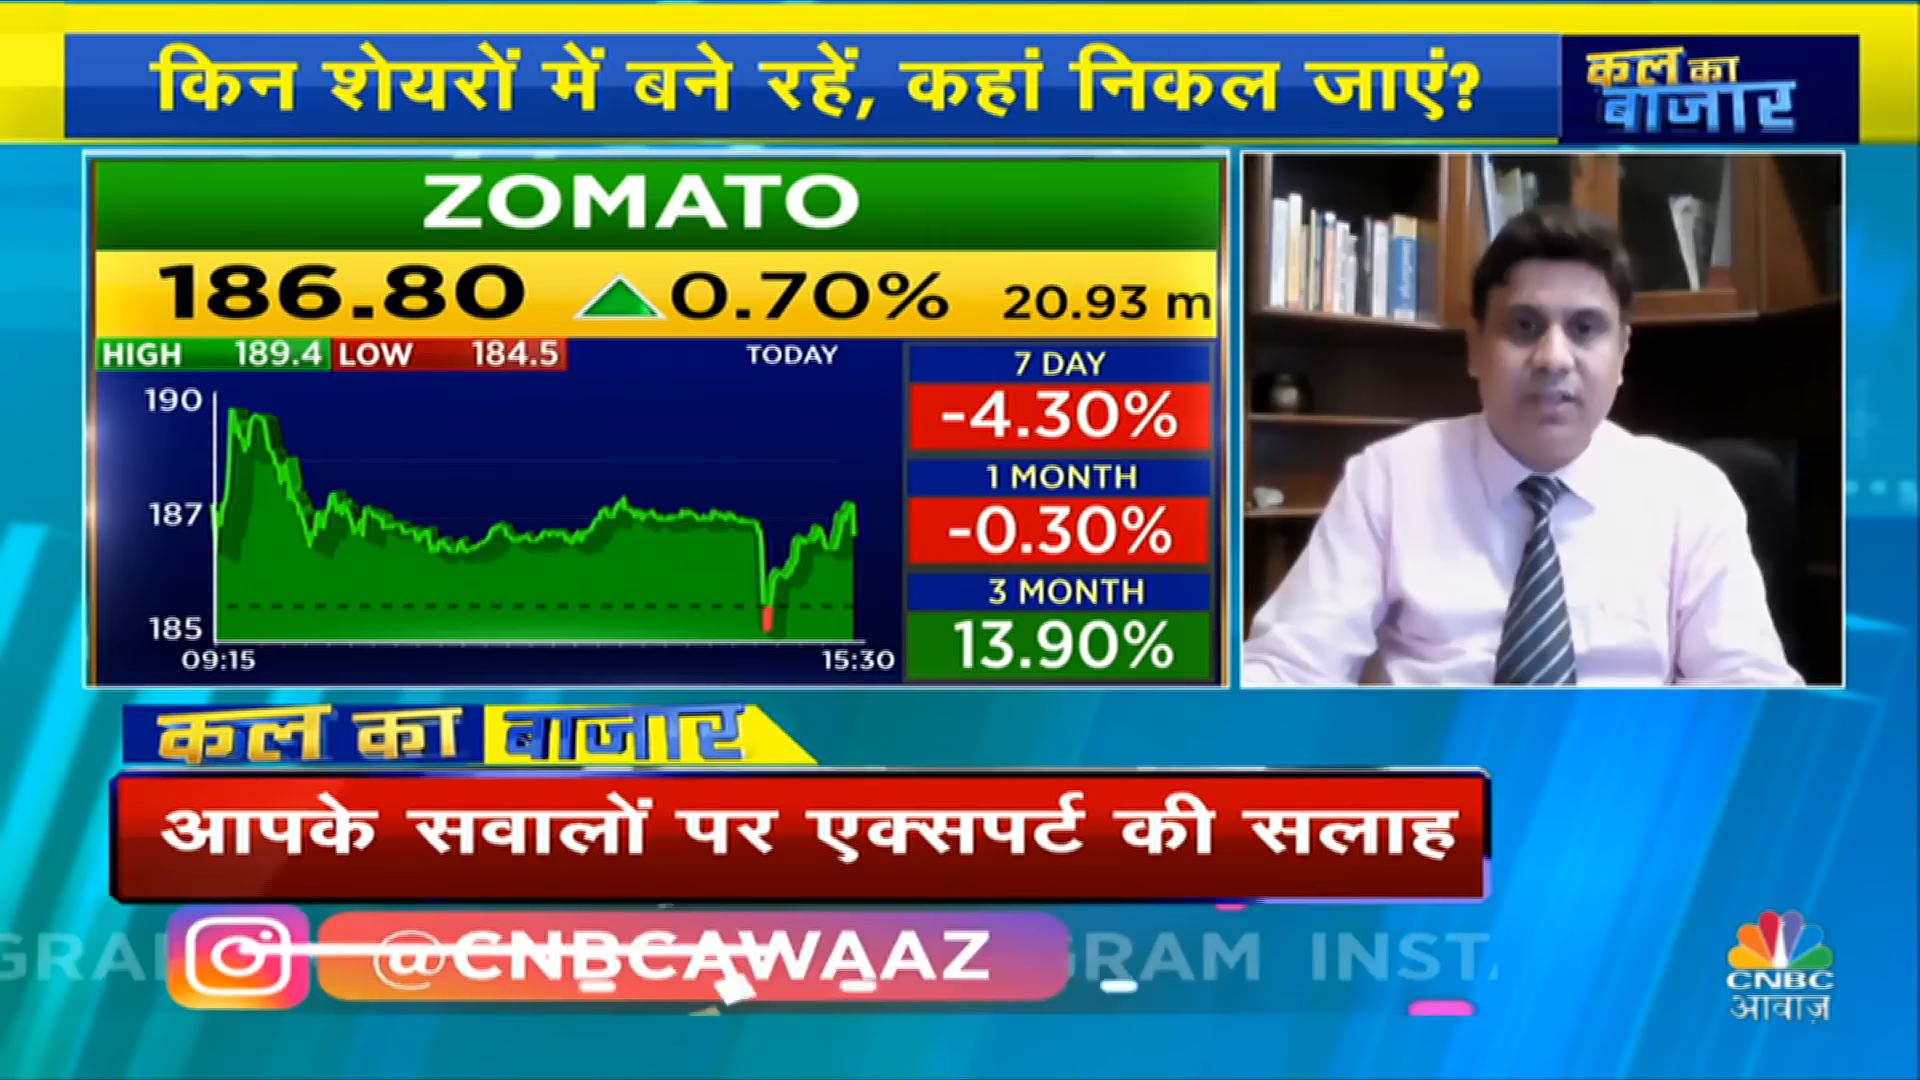 किन शेयरों में बने रहें, कहां निकल जाएं?
कल का
बाजार
ZOMATO
186.80 0.70% 20.93 m
HIGH 189.4 LOW 184.5 TODAY
190
187
185
09:15 15:30
7 DAY
-4.30%
1 MONTH
-0.30%
3 MONTH
13.90%
कल का बाजार
आपके सवालों पर एक्सपर्ट की सलाह
GRAM @CNBCAWAAZ GRAM INST
CNBC
आवाज़